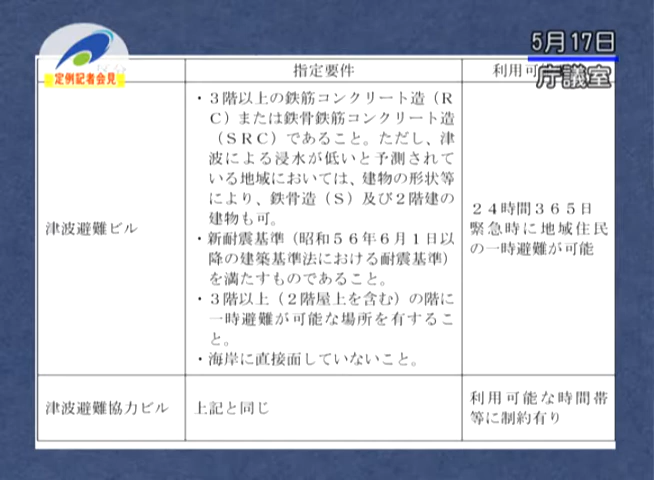 定例記者会見
5月17日
庁議室
指定要件
利用可
・３階以上の鉄筋コンクリート造（Ｒ
Ｃ）または鉄骨鉄筋コンクリート造
（ＳＲＣ）であること。ただし、津
波による浸水が低いと予測されて
いる地域においては、建物の形状等
により、鉄骨造（Ｓ）及び２階建の
建物も可。
・新耐震基準（昭和５６年６月１日以
降の建築基準法における耐震基準）
を満たすものであること。
・３階以上（２階屋上を含む）の階に
一時避難が可能な場所を有するこ
と。
・海岸に直接面していないこと。
津波避難ビル
２４時間３６５日
緊急時に地域住民
の一時避難が可能
津波避難協力ビル
上記と同じ
利用可能な時間帯
等に制約有り